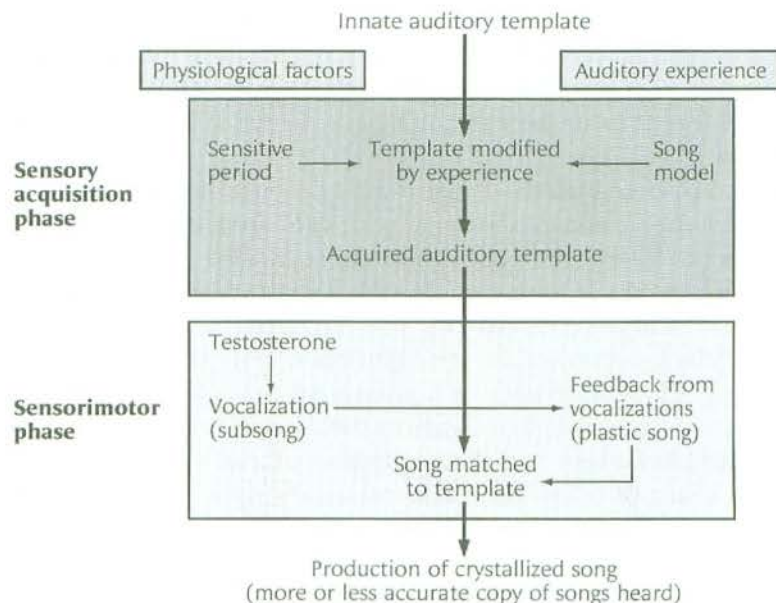 Innate auditory template
Physiological factors
Auditory experience
Sensory
acquisition
phase
Sensitive
period
Template modified
by experience
Song
model
Acquired auditory template
Sensorimotor
phase
Testosterone
Vocalization
(subsong)
Feedback from
vocalizations
(plastic song)
Song matched
to template
Production of crystallized song
(more or less accurate copy of songs heard)